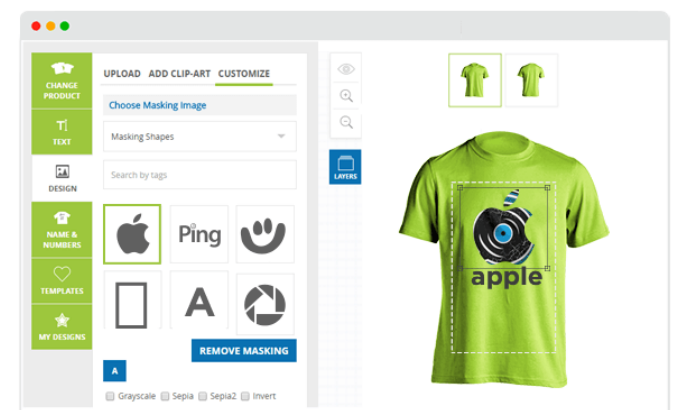 CHANGE
PRODUCT
TEXT
DESIGN
NAME &
NUMBERS
TEMPLATES
MY DESIGNS
UPLOAD ADD CLIP-ART CUSTOMIZE
Choose Masking Image
Masking Shapes
Search by tags
Ping
A
REMOVE MASKING
A
Grayscale Sepia Sepia2 Invert
LAYERS
apple